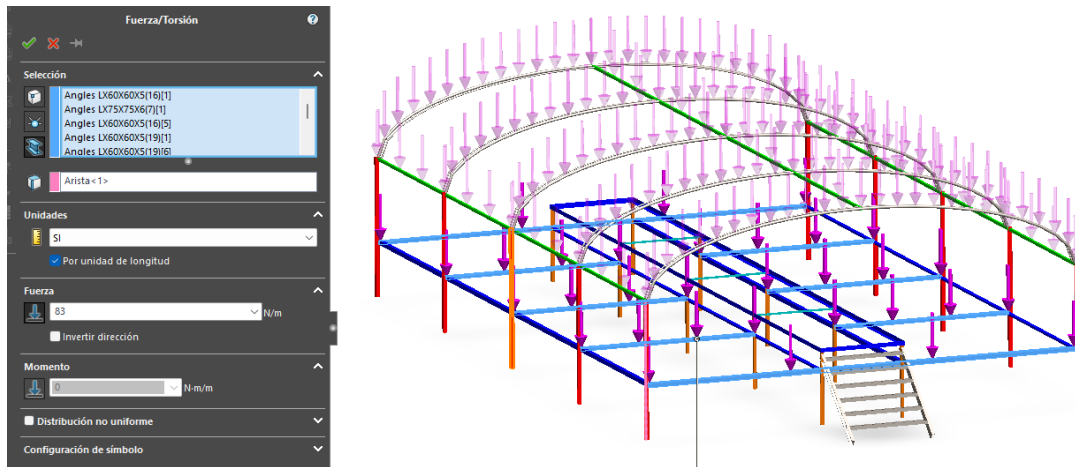 Fuerza/Torsión
Selección
Angles LX60X60X5(16)[1]
Angles LX75X75X6(7)[1]
Angles LX60X60X5(16)[5]
Angles LX60X60X5(19)[1]
Angles LX60X60X5(19)[6]
Arista<1>
Unidades
SI
Por unidad de longitud
Fuerza
83 N/m
Invertir dirección
Momento
0 N·m/m
Distribución no uniforme
Configuración de símbolo